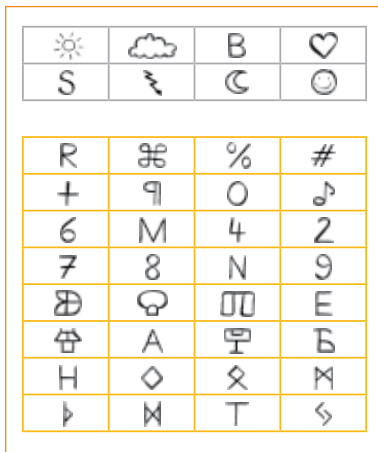 B
S
R ⌘ % #
+ ¶ O ♪
6 M 4 2
7 8 N 9
E
A Ъ
H ◇ ᛟ ᛗ
ᚦ ᛞ T